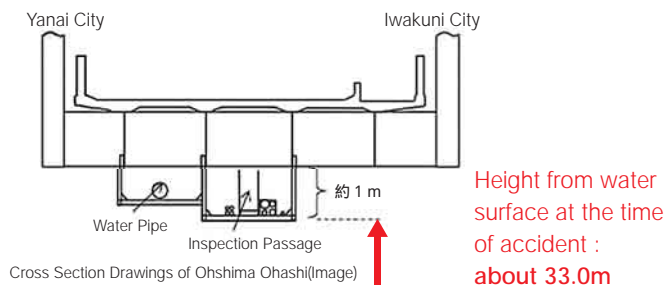 Yanai City
Iwakuni City
約 1 m
Water Pipe
Inspection Passage
Cross Section Drawings of Ohshima Ohashi(Image)
Height from water
surface at the time
of accident :
about 33.0m